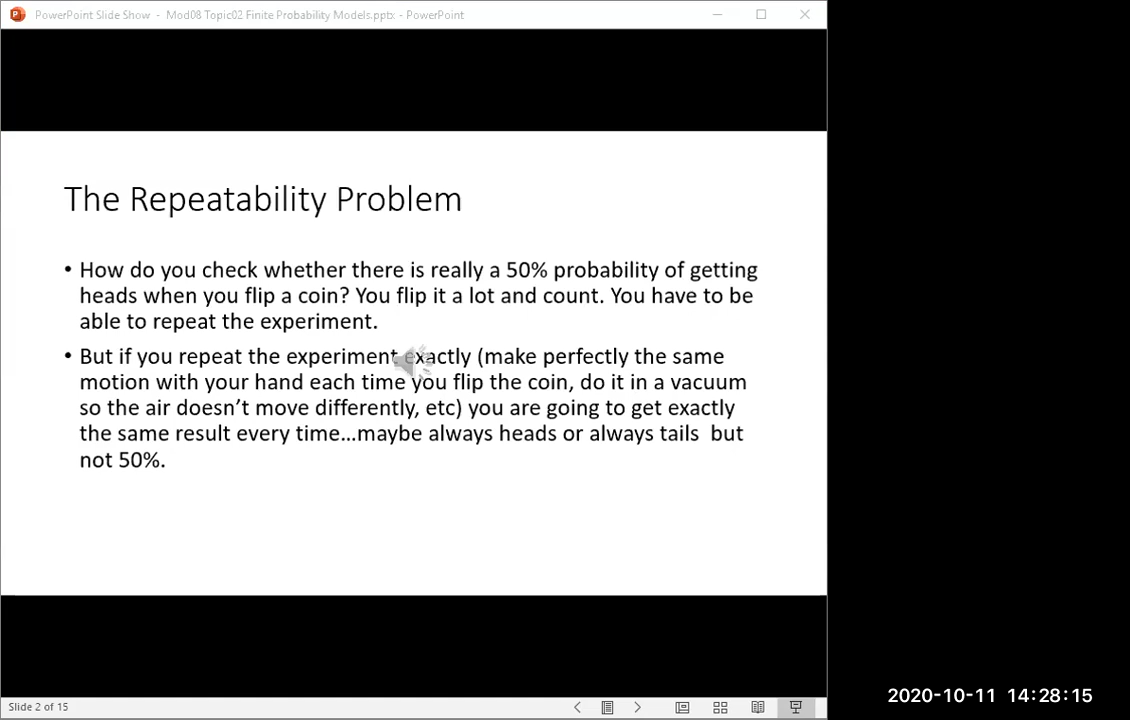 PowerPoint Slide Show - Mod08 Topic02 Finite Probability Models.pptx - PowerPoint
The Repeatability Problem
• How do you check whether there is really a 50% probability of getting
heads when you flip a coin? You flip it a lot and count. You have to be
able to repeat the experiment.
• But if you repeat the experiment exactly (make perfectly the same
motion with your hand each time you flip the coin, do it in a vacuum
so the air doesn't move differently, etc) you are going to get exactly
the same result every time...maybe always heads or always tails but
not 50%.
Slide 2 of 15
2020-10-11 14:28:15